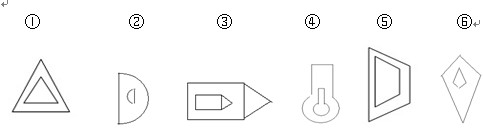 ① ② ③ ④ ⑤ ⑥